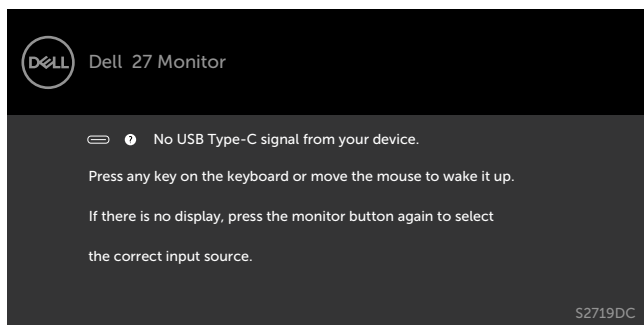 DELL
Dell 27 Monitor
? No USB Type-C signal from your device.
Press any key on the keyboard or move the mouse to wake it up.
If there is no display, press the monitor button again to select
the correct input source.
S2719DC